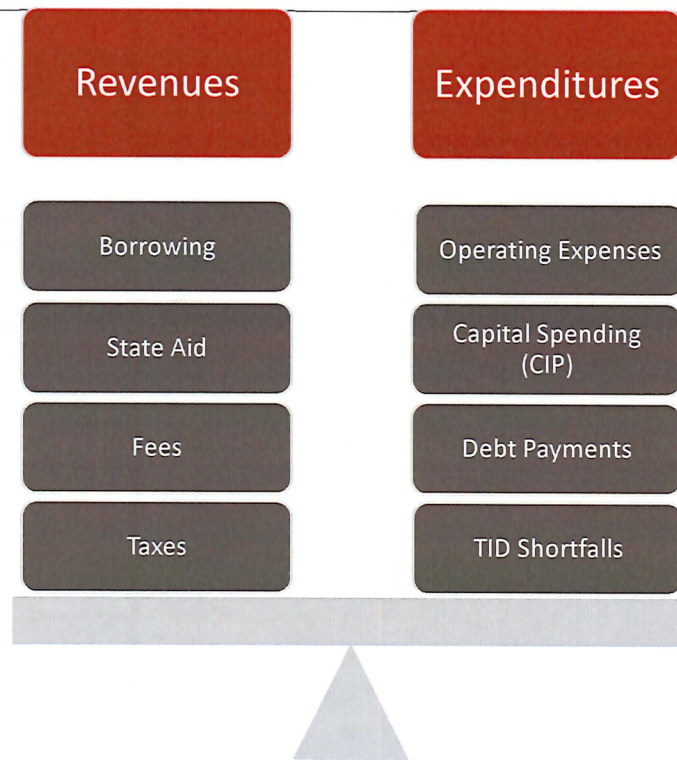 Revenues
Borrowing
State Aid
Fees
Taxes
Expenditures
Operating Expenses
Capital Spending
(CIP)
Debt Payments
TID Shortfalls